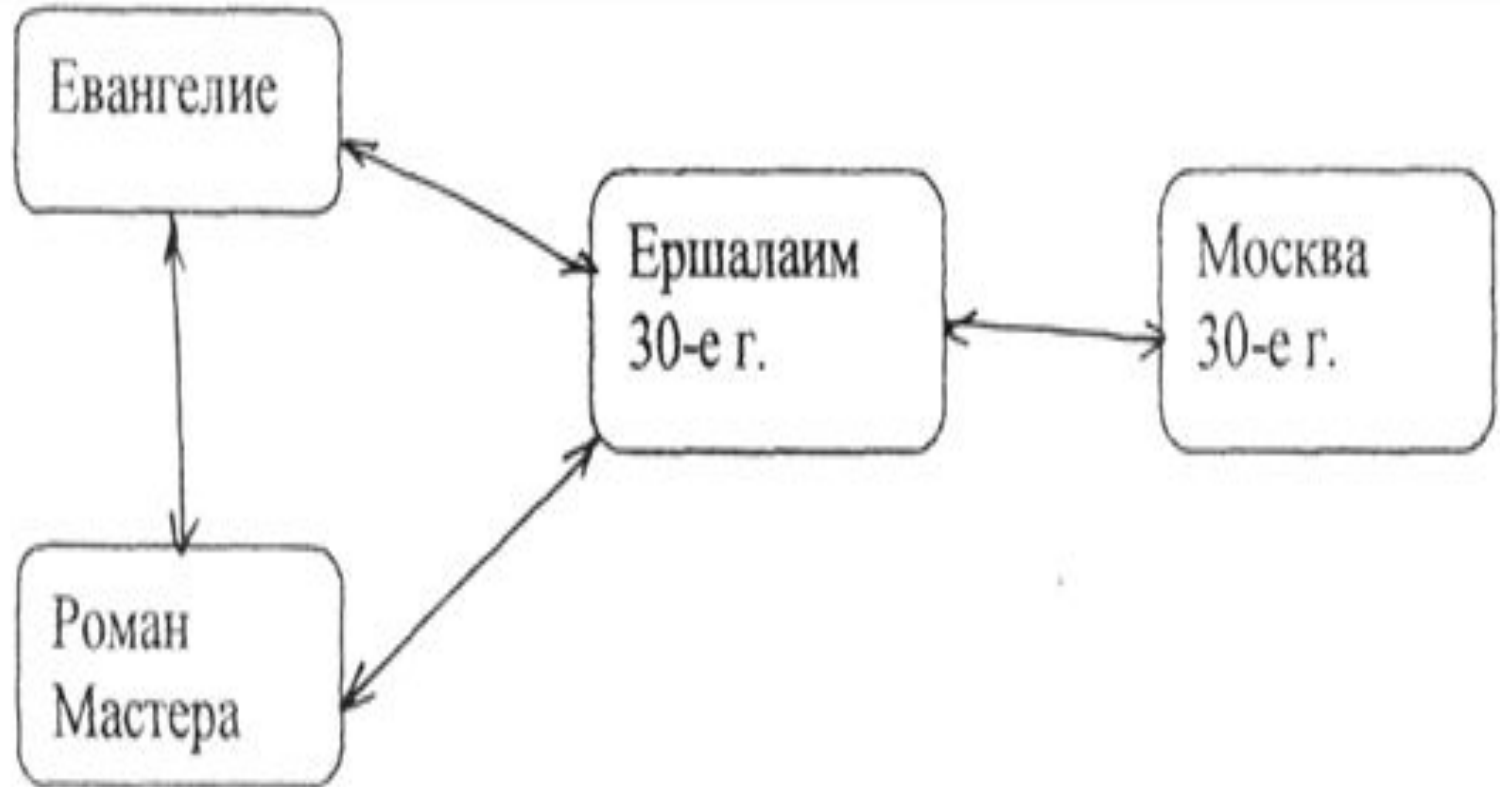 Евангелие
Ершалаим
30-е г.
Москва
30-е г.
Роман
Мастера